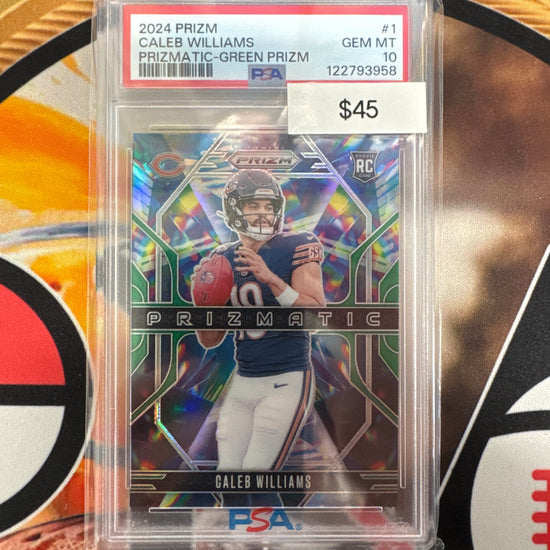 2024 PRIZM #1
CALEB WILLIAMS GEM MT
PRIZMATIC-GREEN PRIZM 10
PSA 122793958
$45
PRIZM
RC
18
PRIZMATIC
CALEB WILLIAMS
PSA